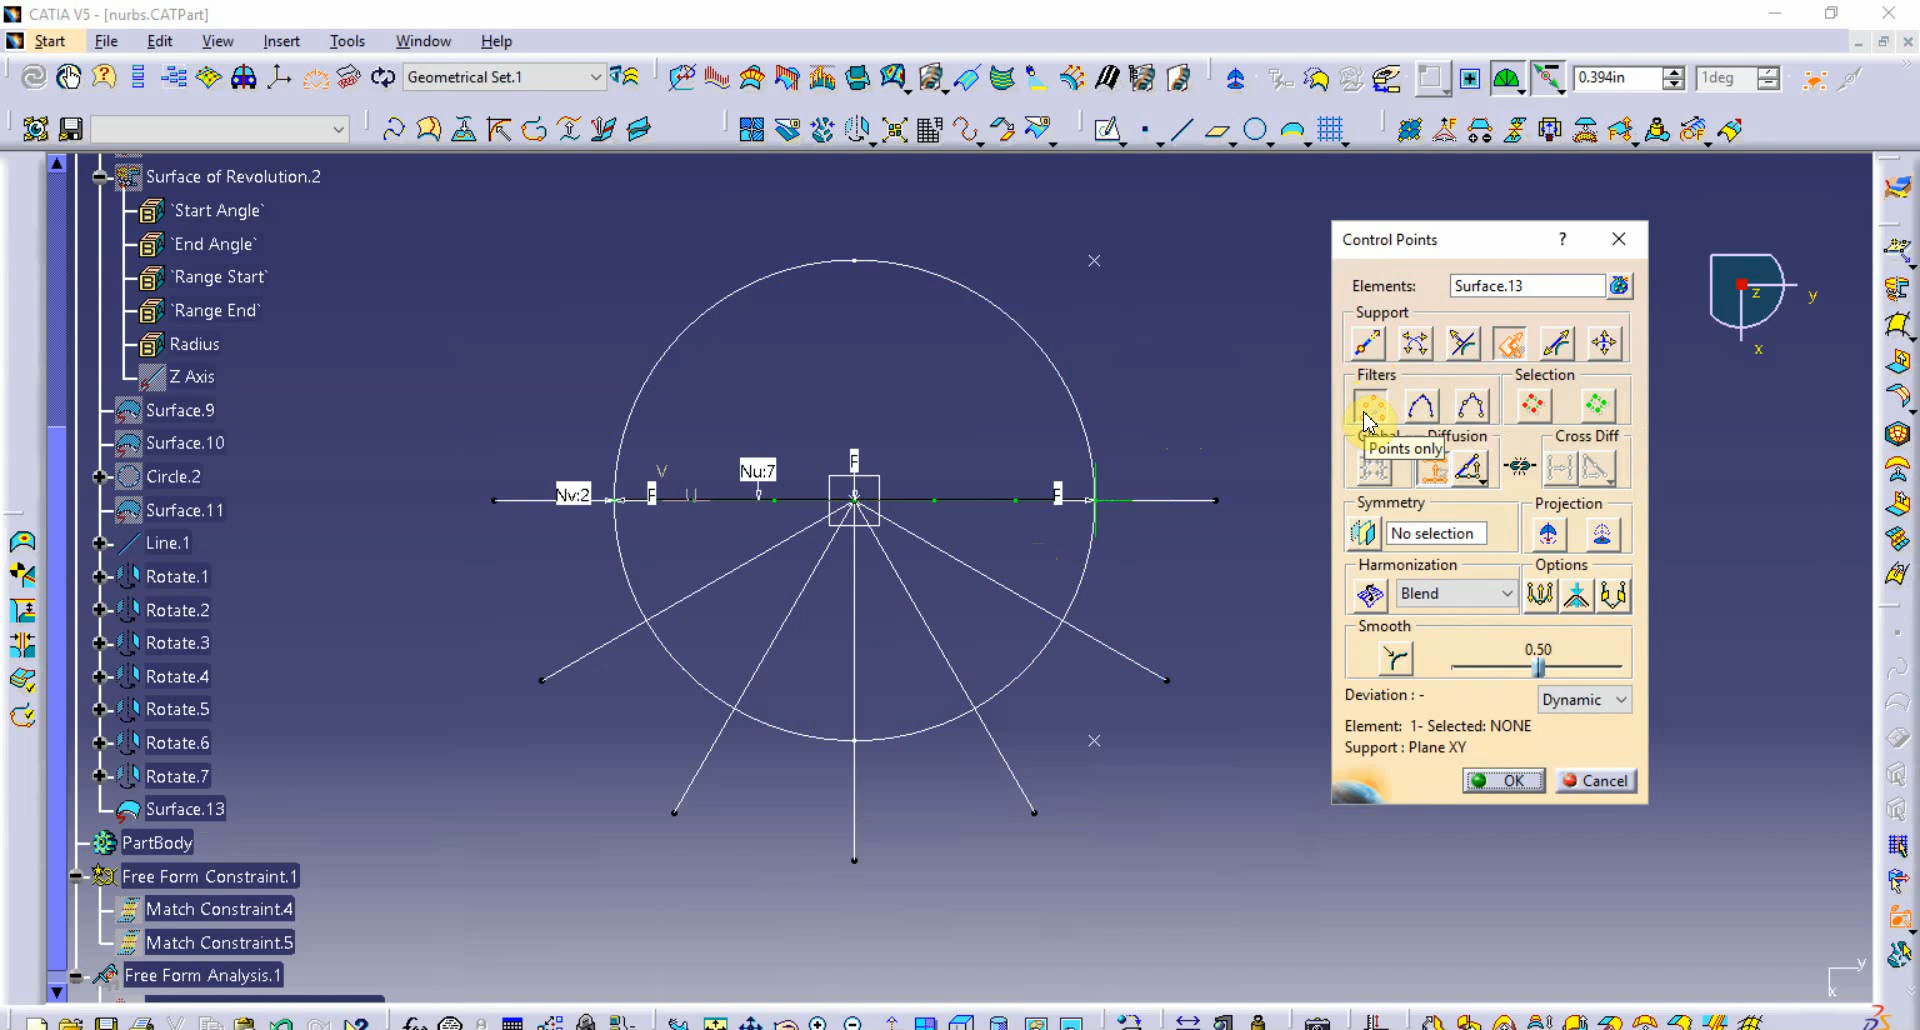 CATIA V5 - [nurbs.CATPart]
Start File Edit View Insert Tools Window Help
Geometrical Set.1
0.394in
1deg
Surface of Revolution.2
`Start Angle`
`End Angle`
`Range Start`
`Range End`
Radius
Z Axis
Surface.9
Surface.10
Circle.2
Surface.11
Line.1
Rotate.1
Rotate.2
Rotate.3
Rotate.4
Rotate.5
Rotate.6
Rotate.7
Surface.13
PartBody
Free Form Constraint.1
Match Constraint.4
Match Constraint.5
Free Form Analysis.1
V
Nu:7
F
Nv:2
F
U
F
Control Points
Elements: Surface.13
Support
Filters
Selection
Points only
Global
Diffusion
Cross Diff
Symmetry
Projection
No selection
Harmonization
Options
Blend
Smooth
0.50
Deviation : -
Dynamic
Element: 1- Selected: NONE
Support : Plane XY
OK
Cancel
z
y
x
y
x